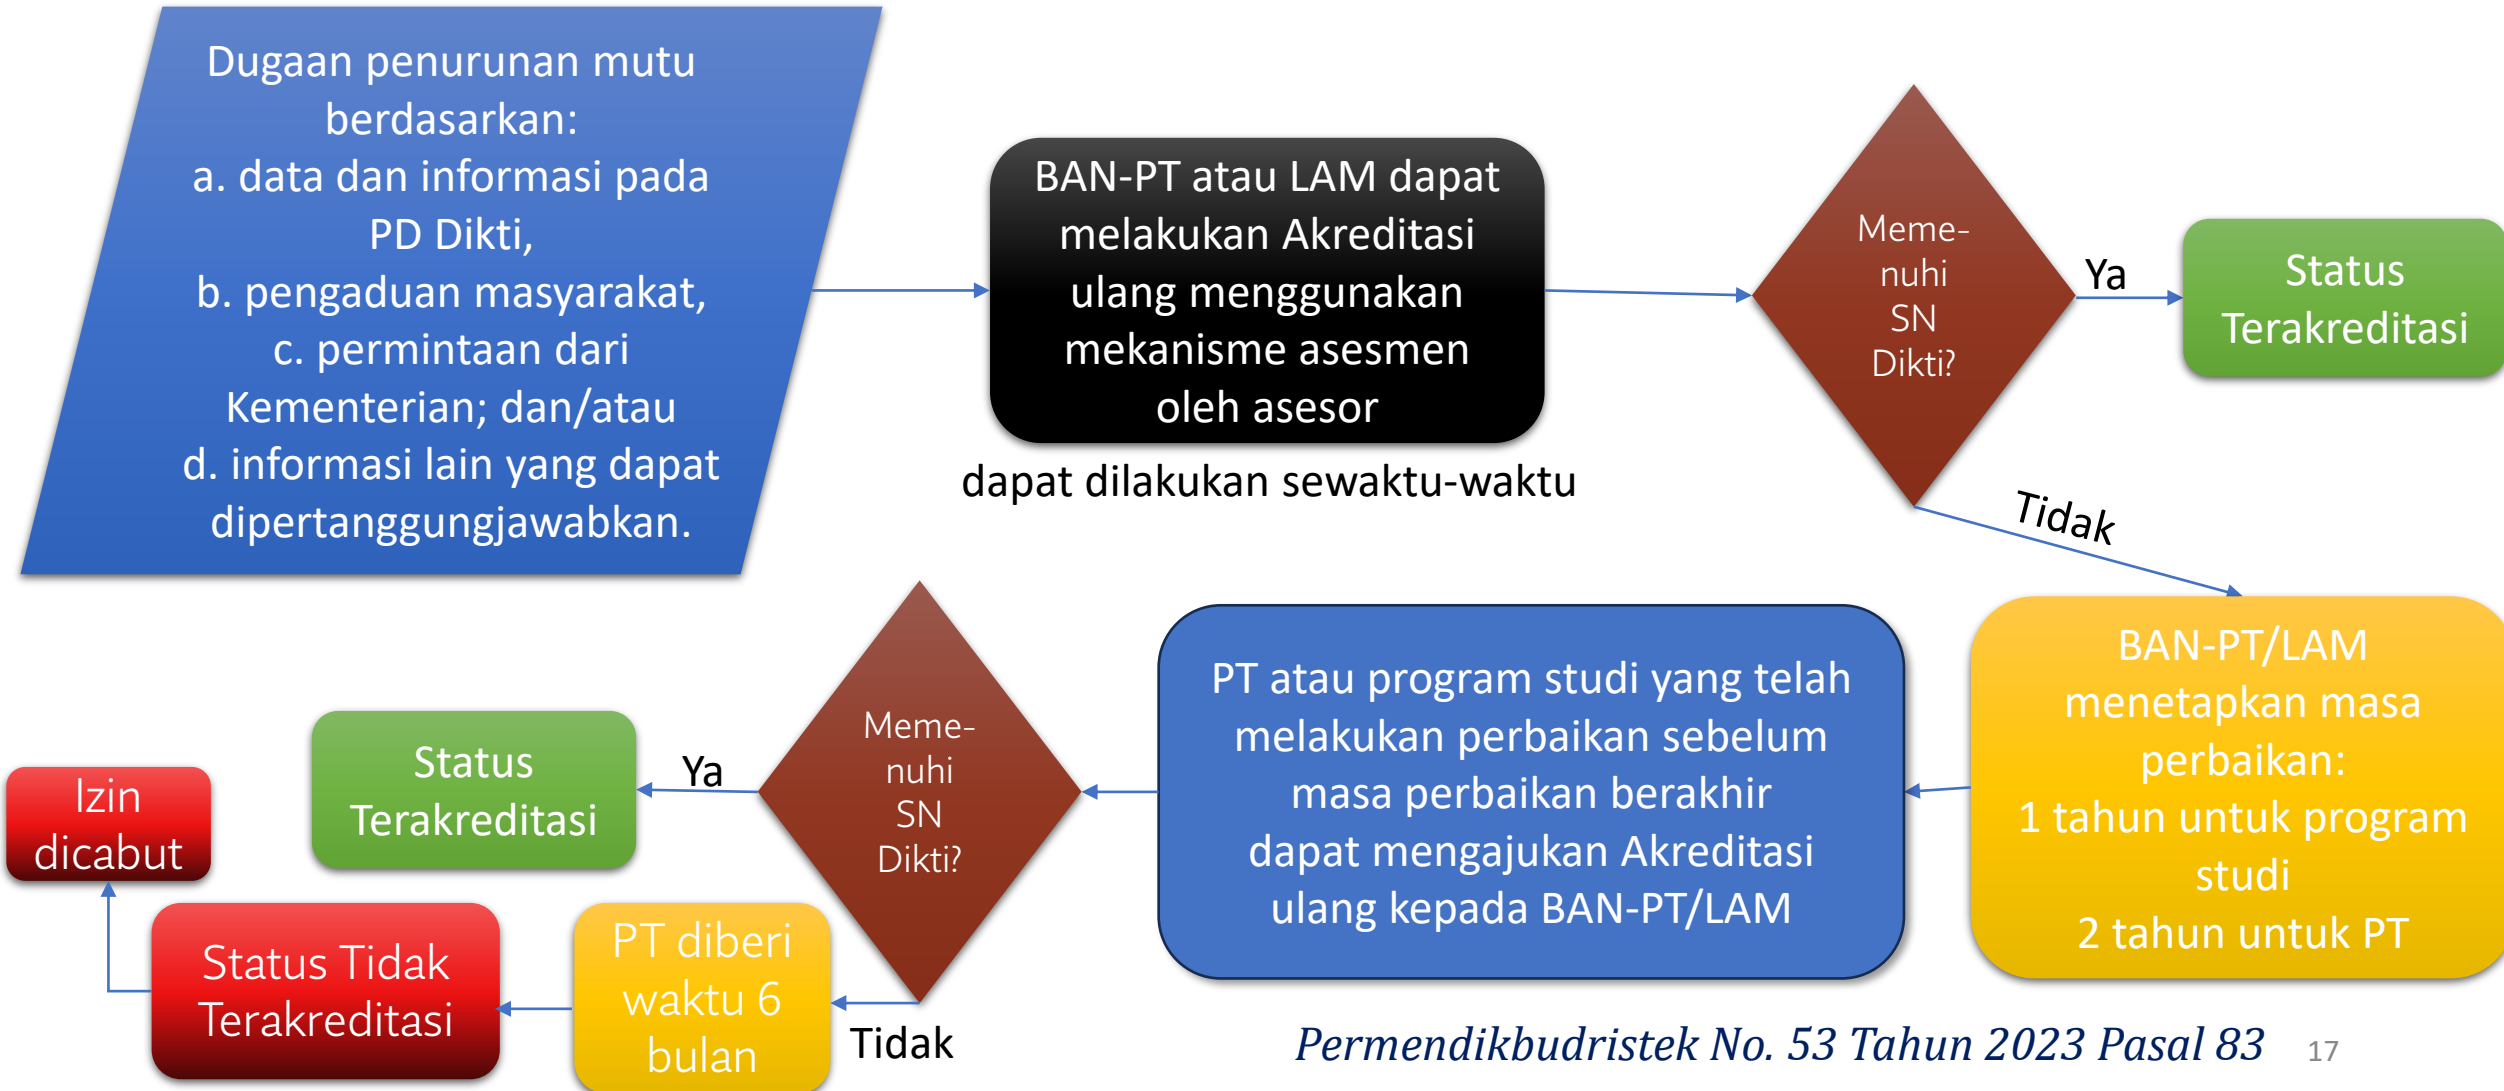 Dugaan penurunan mutu
berdasarkan:
a. data dan informasi pada
PD Dikti,
b. pengaduan masyarakat,
c. permintaan dari
Kementerian; dan/atau
d. informasi lain yang dapat
dipertanggungjawabkan.
BAN-PT atau LAM dapat
melakukan Akreditasi
ulang menggunakan
mekanisme asesmen
oleh asesor
dapat dilakukan sewaktu-waktu
Meme-
nuhi
SN
Dikti?
Ya
Status
Terakreditasi
Tidak
BAN-PT/LAM
menetapkan masa
perbaikan:
1 tahun untuk program
studi
2 tahun untuk PT
PT atau program studi yang telah
melakukan perbaikan sebelum
masa perbaikan berakhir
dapat mengajukan Akreditasi
ulang kepada BAN-PT/LAM
Meme-
nuhi
SN
Dikti?
Ya
Status
Terakreditasi
Tidak
PT diberi
waktu 6
bulan
Status Tidak
Terakreditasi
Izin
dicabut
Permendikbudristek No. 53 Tahun 2023 Pasal 83
17